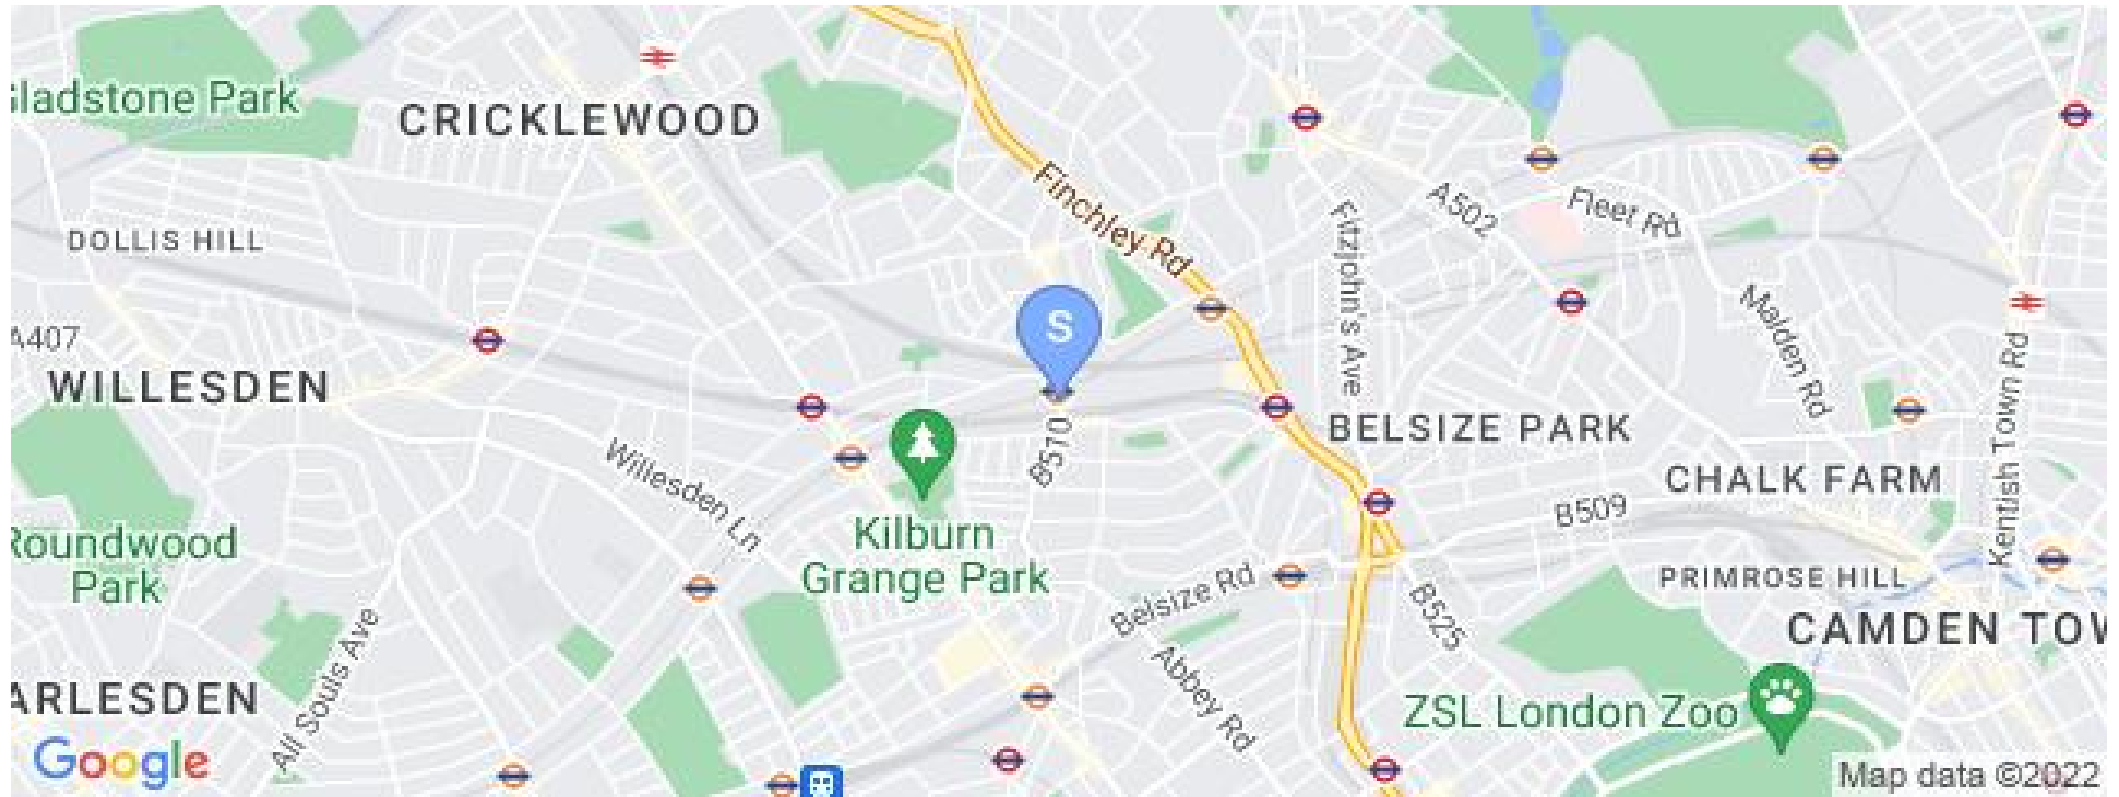 Gladstone Park
CRICKLEWOOD
Finchley Rd
A502
Fleet Rd
DOLLIS HILL
Fitzjohn's Ave
Malden Rd
A407
S
WILLESDEN
Kentish Town Rd
BELSIZE PARK
B510
Willesden Ln
CHALK FARM
B509
Kilburn
Grange Park
Roundwood
Park
PRIMROSE HILL
Belsize Rd
B525
CAMDEN TOW
All Souls Ave
Abbey Rd
ARLESDEN
ZSL London Zoo
Google
Map data ©2022